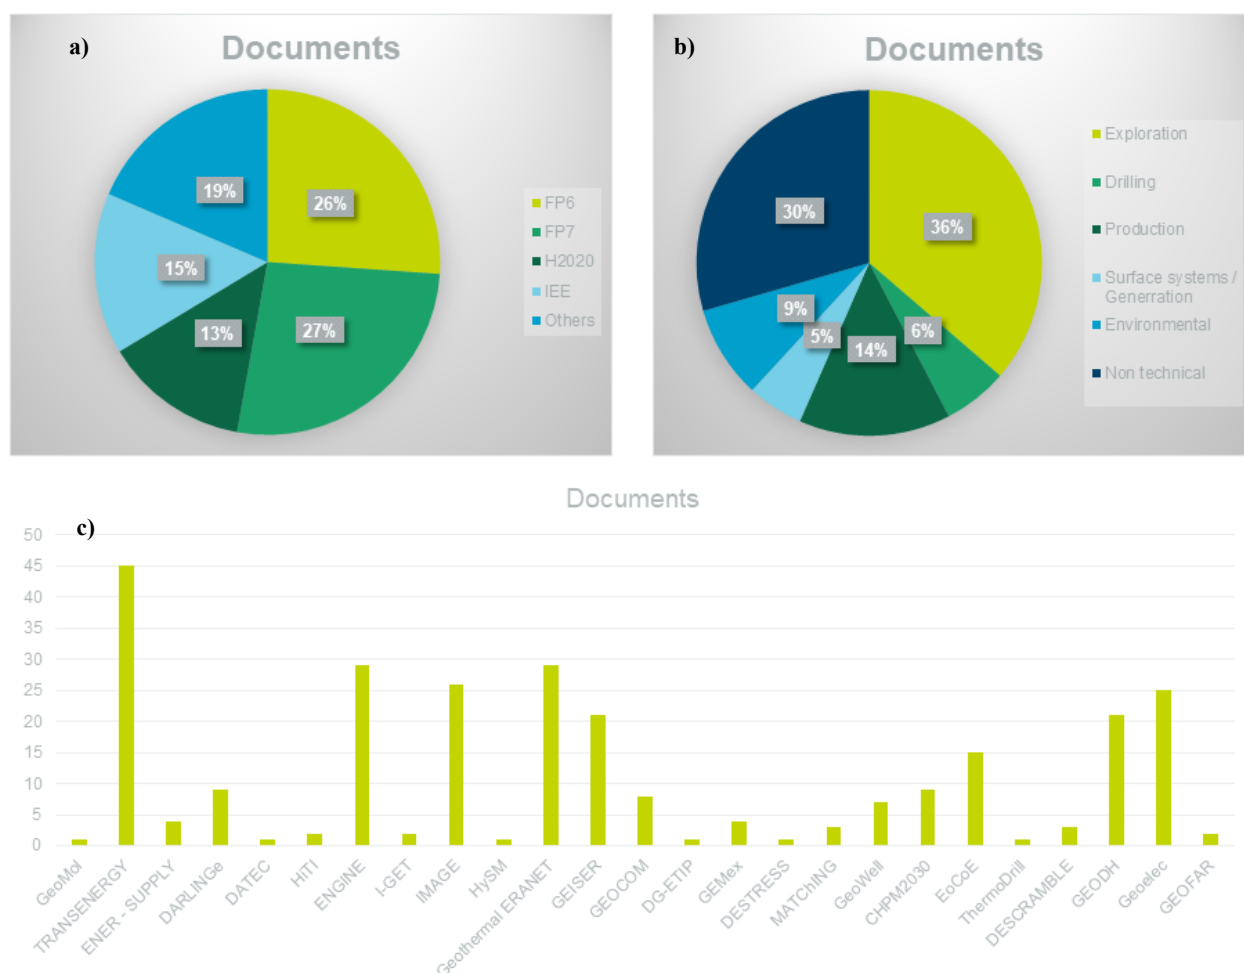 a)
Documents
26%
27%
13%
15%
19%
FP6
FP7
H2020
IEE
Others
b)
Documents
36%
6%
14%
5%
9%
30%
Exploration
Drilling
Production
Surface systems /
Generration
Environmental
Non technical
Documents
c)
50
45
40
35
30
25
20
15
10
5
0
GeoMol
TRANSENERGY
ENER - SUPPLY
DARLINGe
DATEC
HITI
ENGINE
I-GET
IMAGE
HySM
Geothermal ERANET
GEISER
GEOCOM
DG-ETIP
GEMex
DESTRESS
MATChING
GeoWell
CHPM2030
EoCoE
ThermoDrill
DESCRAMBLE
GEODH
Geoelec
GEOFAR